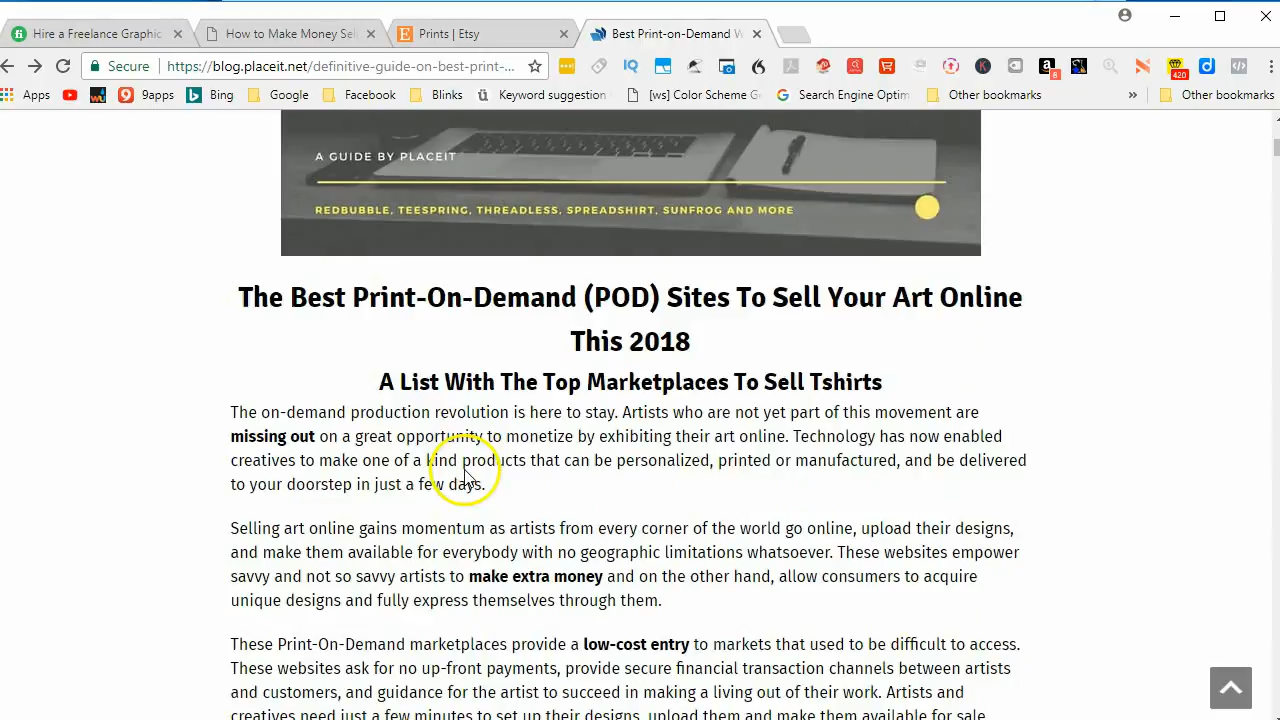 Hire a Freelance Graphic
How to Make Money Sel
Prints | Etsy
Best Print-on-Demand W
Secure
https://blog.placeit.net/definitive-guide-on-best-print-...
6
420
Apps
9apps
Bing
Google
Facebook
Blinks
Keyword suggestion
[ws] Color Scheme Ge
Search Engine Optim
Other bookmarks
»
Other bookmarks
A GUIDE BY PLACEIT
REDBUBBLE, TEESPRING, THREADLESS, SPREADSHIRT, SUNFROG AND MORE
The Best Print-On-Demand (POD) Sites To Sell Your Art Online
This 2018
A List With The Top Marketplaces To Sell Tshirts
The on-demand production revolution is here to stay. Artists who are not yet part of this movement are
missing out on a great opportunity to monetize by exhibiting their art online. Technology has now enabled
creatives to make one of a kind products that can be personalized, printed or manufactured, and be delivered
to your doorstep in just a few days.
Selling art online gains momentum as artists from every corner of the world go online, upload their designs,
and make them available for everybody with no geographic limitations whatsoever. These websites empower
savvy and not so savvy artists to make extra money and on the other hand, allow consumers to acquire
unique designs and fully express themselves through them.
These Print-On-Demand marketplaces provide a low-cost entry to markets that used to be difficult to access.
These websites ask for no up-front payments, provide secure financial transaction channels between artists
and customers, and guidance for the artist to succeed in making a living out of their work. Artists and
creatives need just a few minutes to set up their designs, upload them and make them available for sale